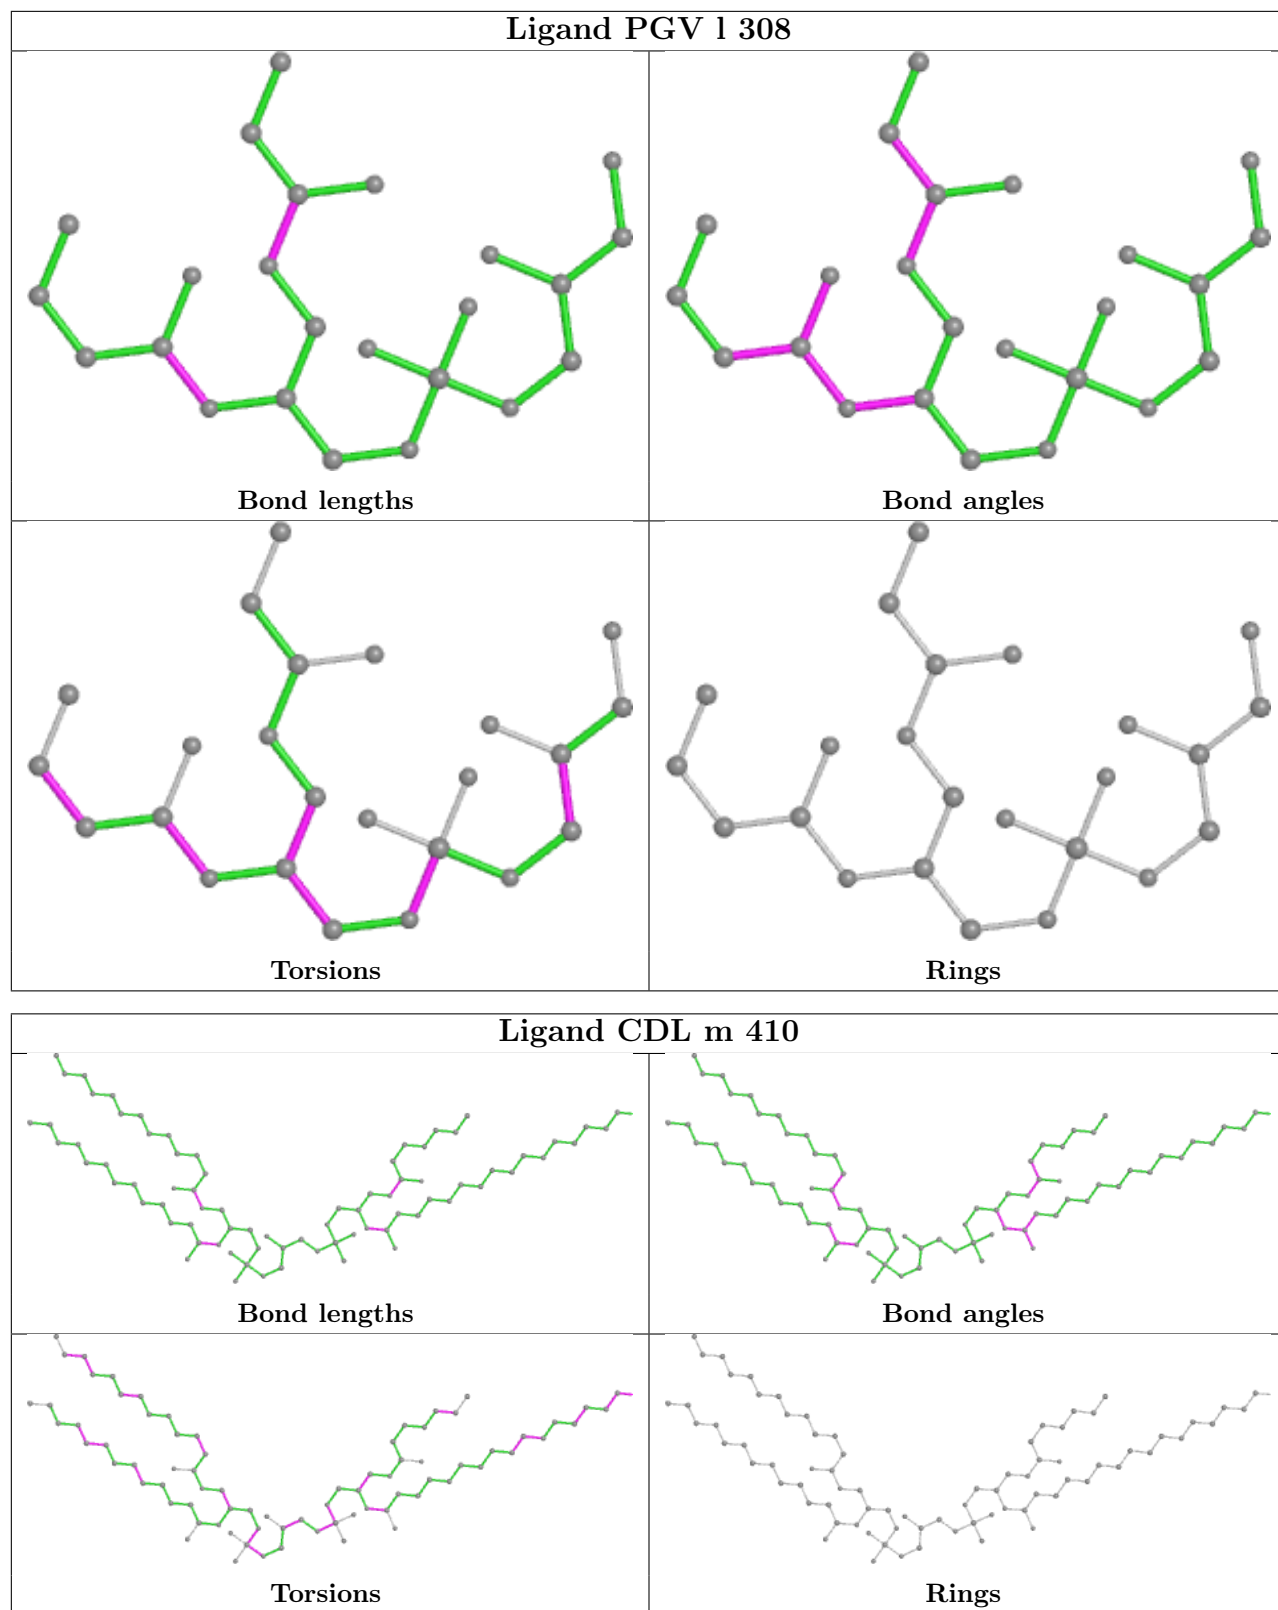 Ligand PGV l 308
Bond lengths
Bond angles
Torsions
Rings
Ligand CDL m 410
Bond lengths
Bond angles
Torsions
Rings